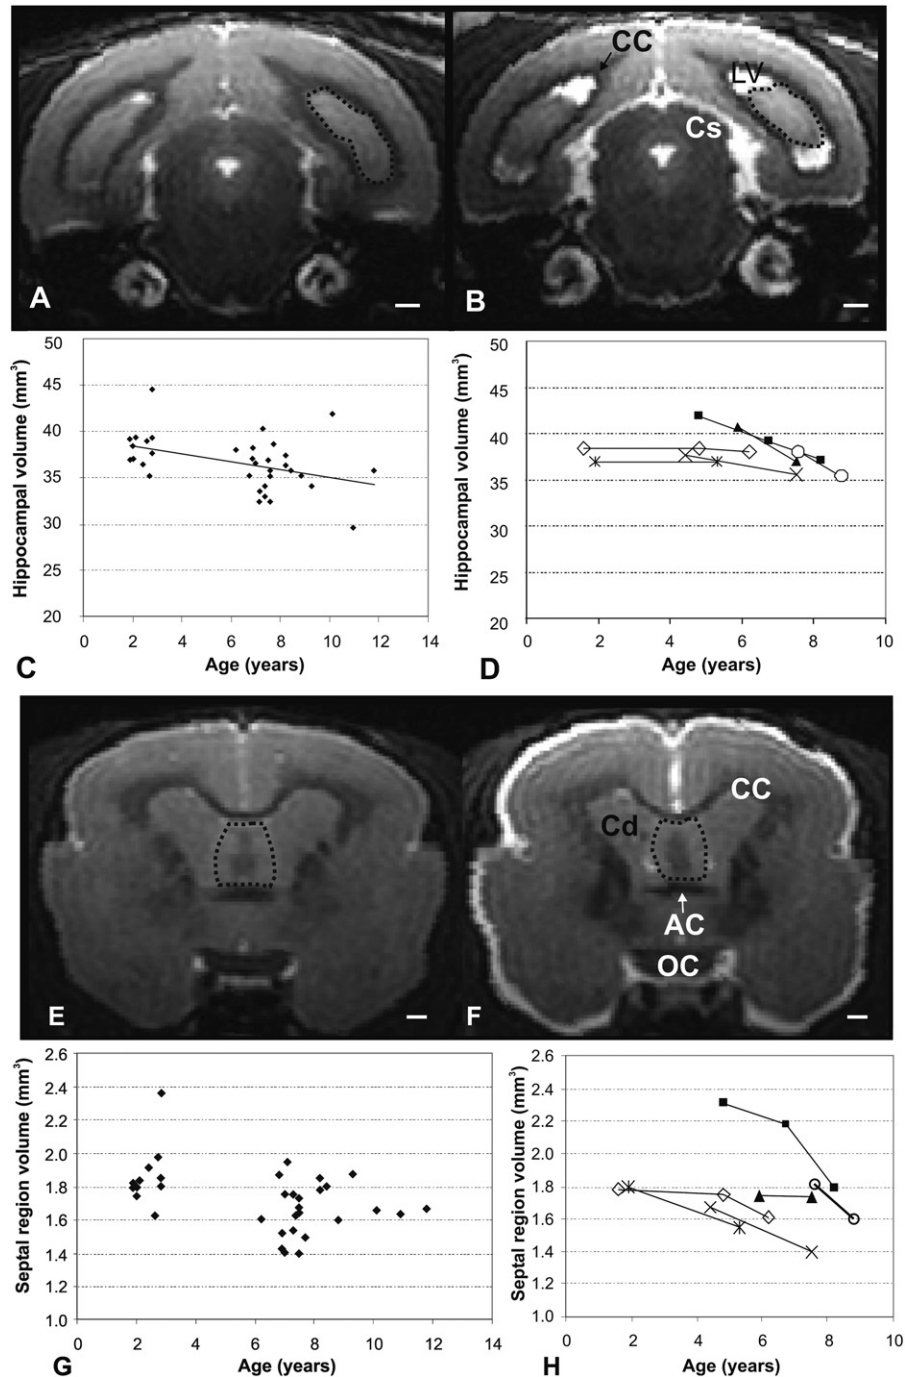 CC
LV
Cs
A
B
Hippocampal volume (mm³)
50
45
40
35
30
25
20
0 2 4 6 8 10 12 14
Age (years)
C
Hippocampal volume (mm³)
50
45
40
35
30
25
20
0 2 4 6 8 10
Age (years)
D
CC
Cd
AC
OC
E
F
Septal region volume (mm³)
2.6
2.4
2.2
2.0
1.8
1.6
1.4
1.2
1.0
0 2 4 6 8 10 12 14
Age (years)
G
Septal region volume (mm³)
2.6
2.4
2.2
2.0
1.8
1.6
1.4
1.2
1.0
0 2 4 6 8 10
Age (years)
H